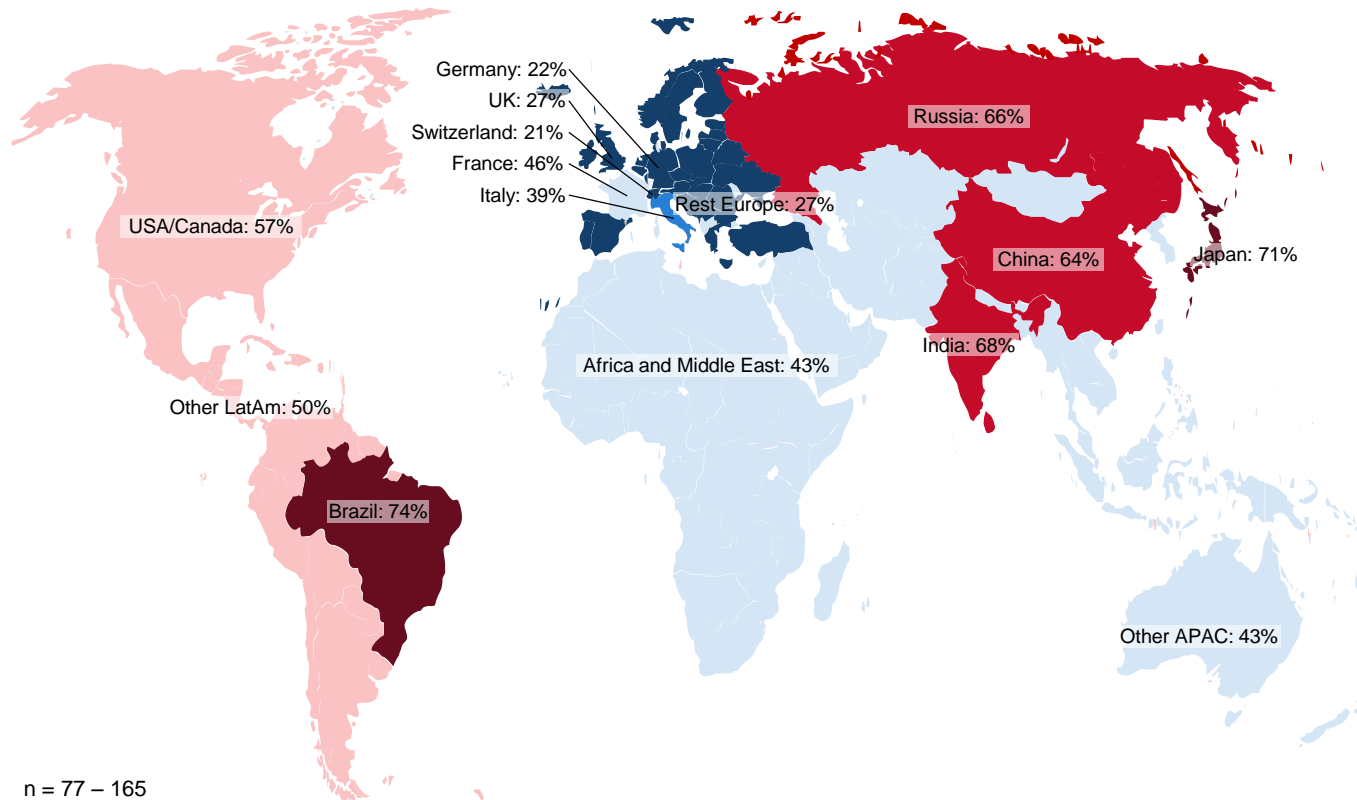 Germany: 22%
UK: 27%
Switzerland: 21%
France: 46%
Italy: 39%
Rest Europe: 27%
Russia: 66%
USA/Canada: 57%
China: 64%
Japan: 71%
India: 68%
Africa and Middle East: 43%
Other LatAm: 50%
Brazil: 74%
Other APAC: 43%
n = 77 – 165